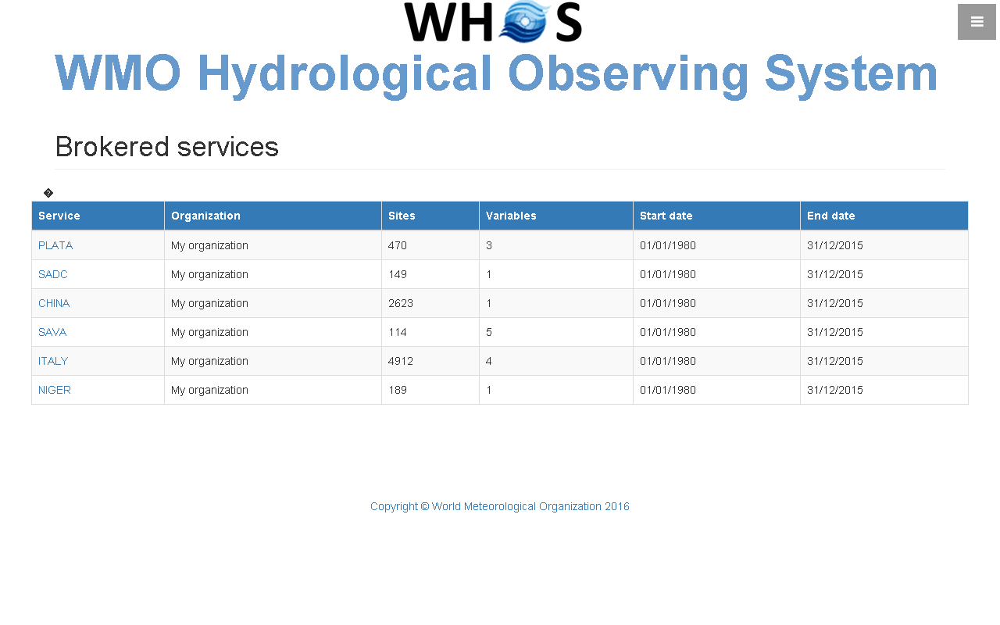 WHOS
WMO Hydrological Observing System
Brokered services
�
Service Organization Sites Variables Start date End date
PLATA My organization 470 3 01/01/1980 31/12/2015
SADC My organization 149 1 01/01/1980 31/12/2015
CHINA My organization 2623 1 01/01/1980 31/12/2015
SAVA My organization 114 5 01/01/1980 31/12/2015
ITALY My organization 4912 4 01/01/1980 31/12/2015
NIGER My organization 189 1 01/01/1980 31/12/2015
Copyright © World Meteorological Organization 2016